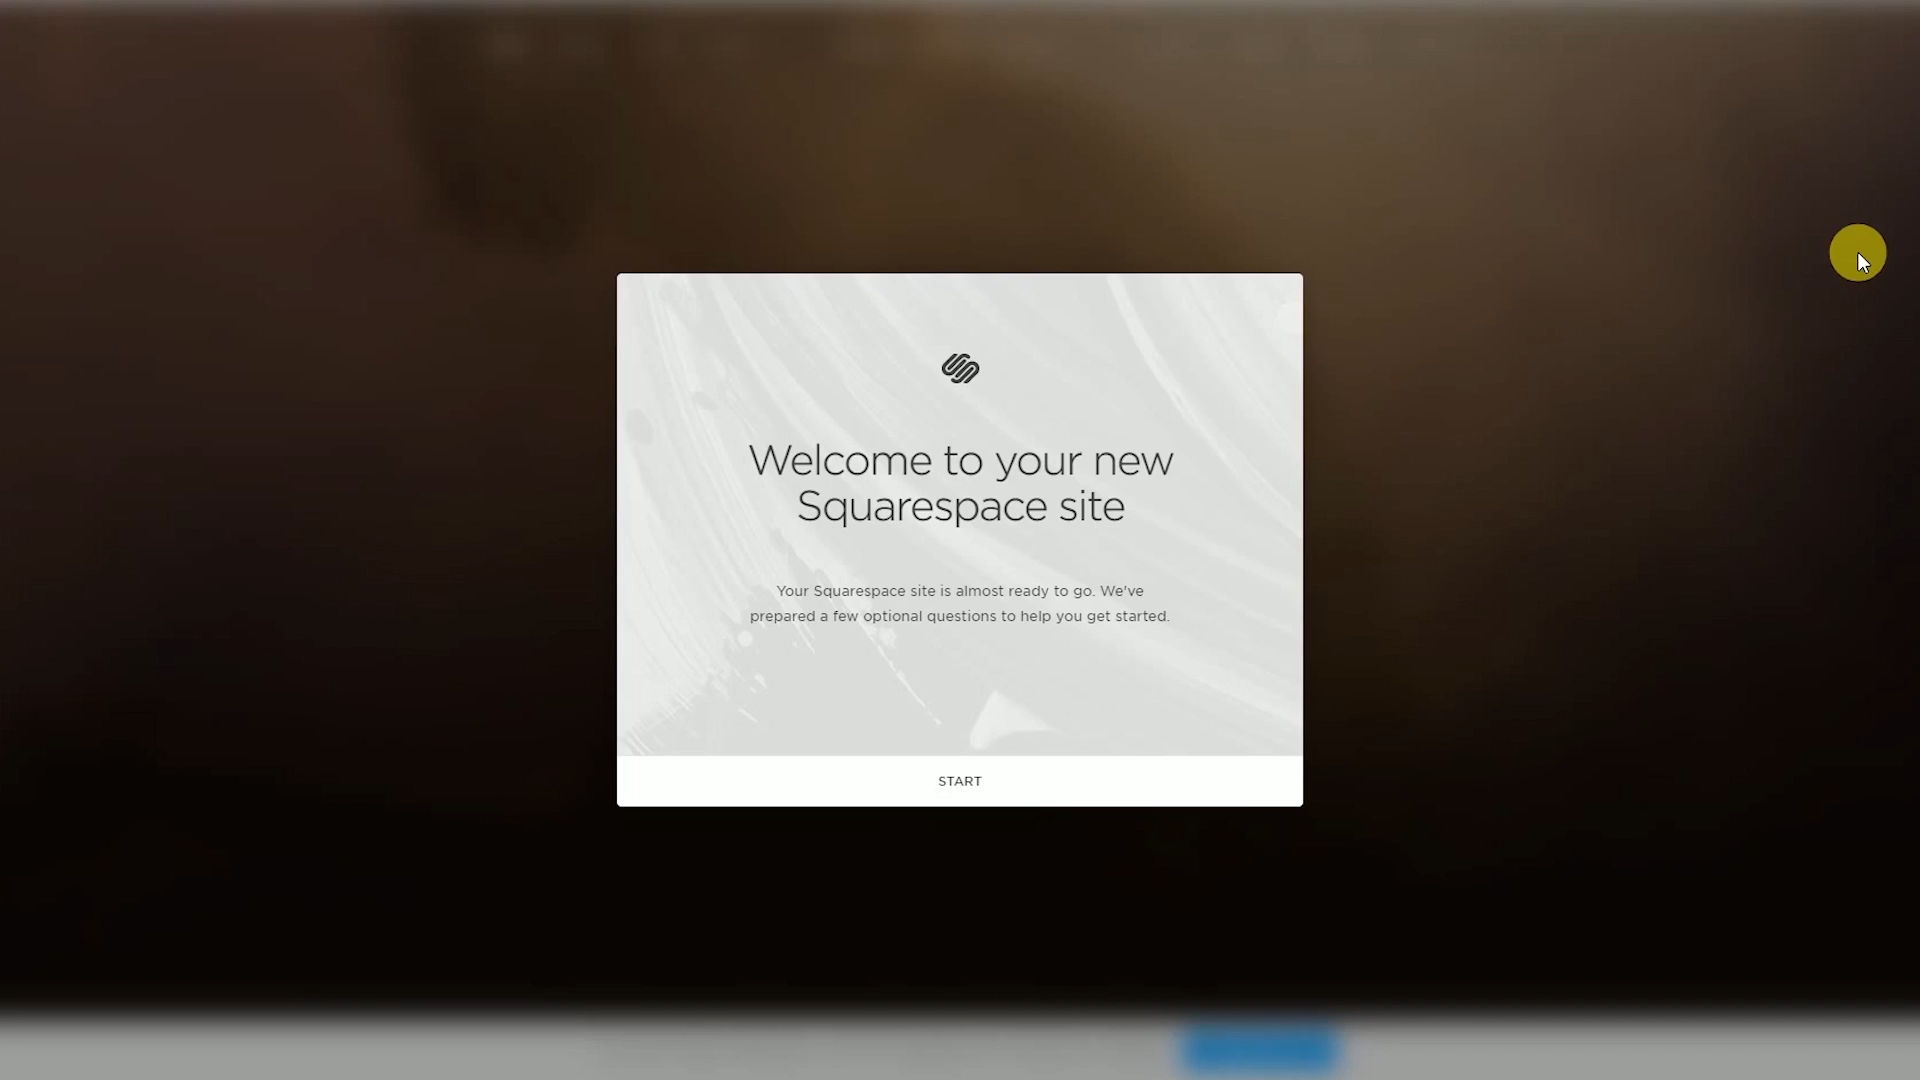 Welcome to your new
Squarespace site
Your Squarespace site is almost ready to go. We've
prepared a few optional questions to help you get started.
START